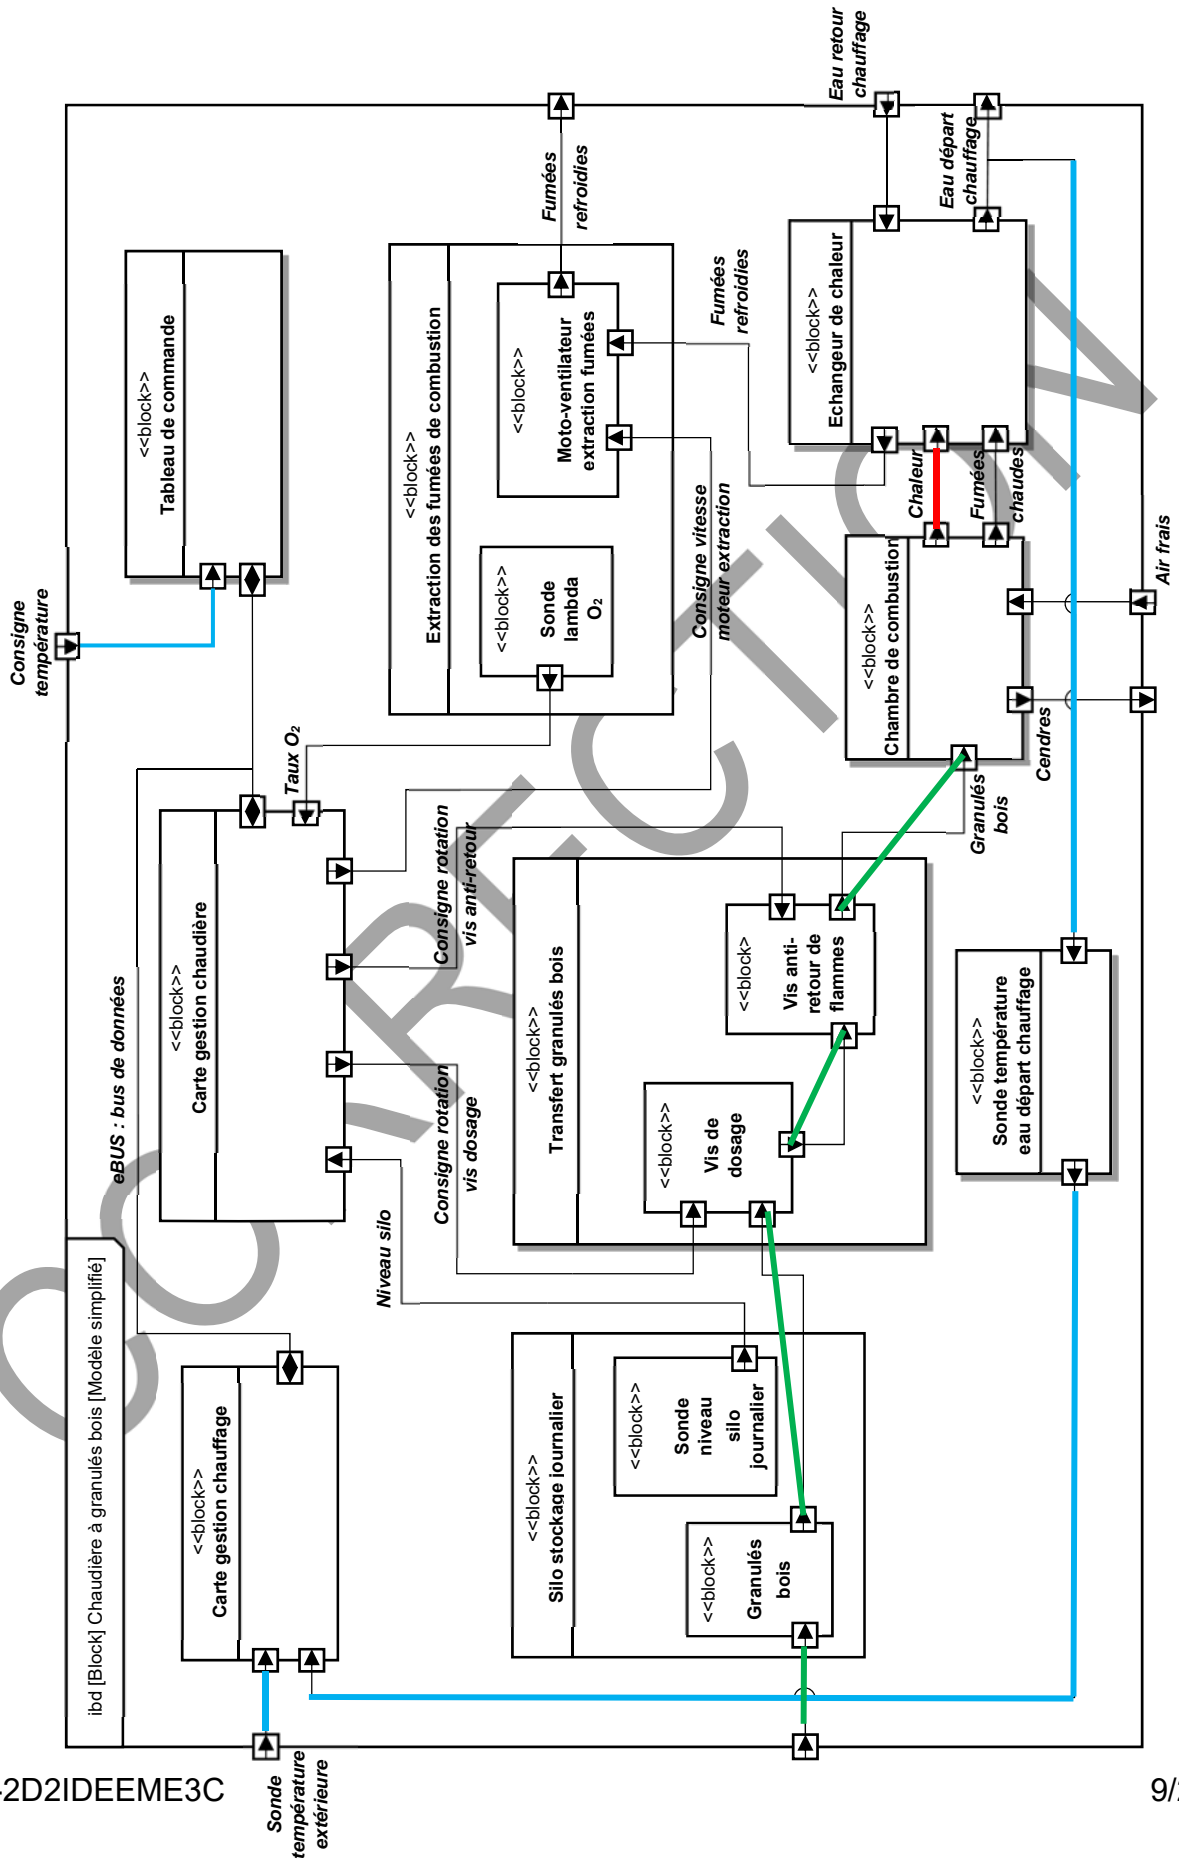 ibd [Block] Chaudière à granulés bois [Modèle simplifié]
Sonde
température
extérieure
<<block>>
Carte gestion chauffage
eBUS : bus de données
<<block>>
Carte gestion chaudière
Taux O₂
Consigne
température
<<block>>
Tableau de commande
Niveau silo
Consigne rotation
vis dosage
Consigne rotation
vis anti-retour
Consigne vitesse
moteur extraction
<<block>>
Extraction des fumées de combustion
<<block>>
Sonde
lambda
O₂
<<block>>
Moto-ventilateur
extraction fumées
Fumées
refroidies
Fumées
refroidies
<<block>>
Silo stockage journalier
<<block>>
Sonde
niveau
silo
journalier
<<block>>
Granulés
bois
<<block>>
Transfert granulés bois
<<block>>
Vis de
dosage
<<block>
Vis anti-
retour de
flammes
Granulés
bois
<<block>>
Chambre de combustion
Cendres
Air frais
Chaleur
Fumées
chaudes
<<block>>
Echangeur de chaleur
Eau retour
chauffage
Eau départ
chauffage
<<block>>
Sonde température
eau départ chauffage
CORRECTION
-2D2IDEEME3C
9/